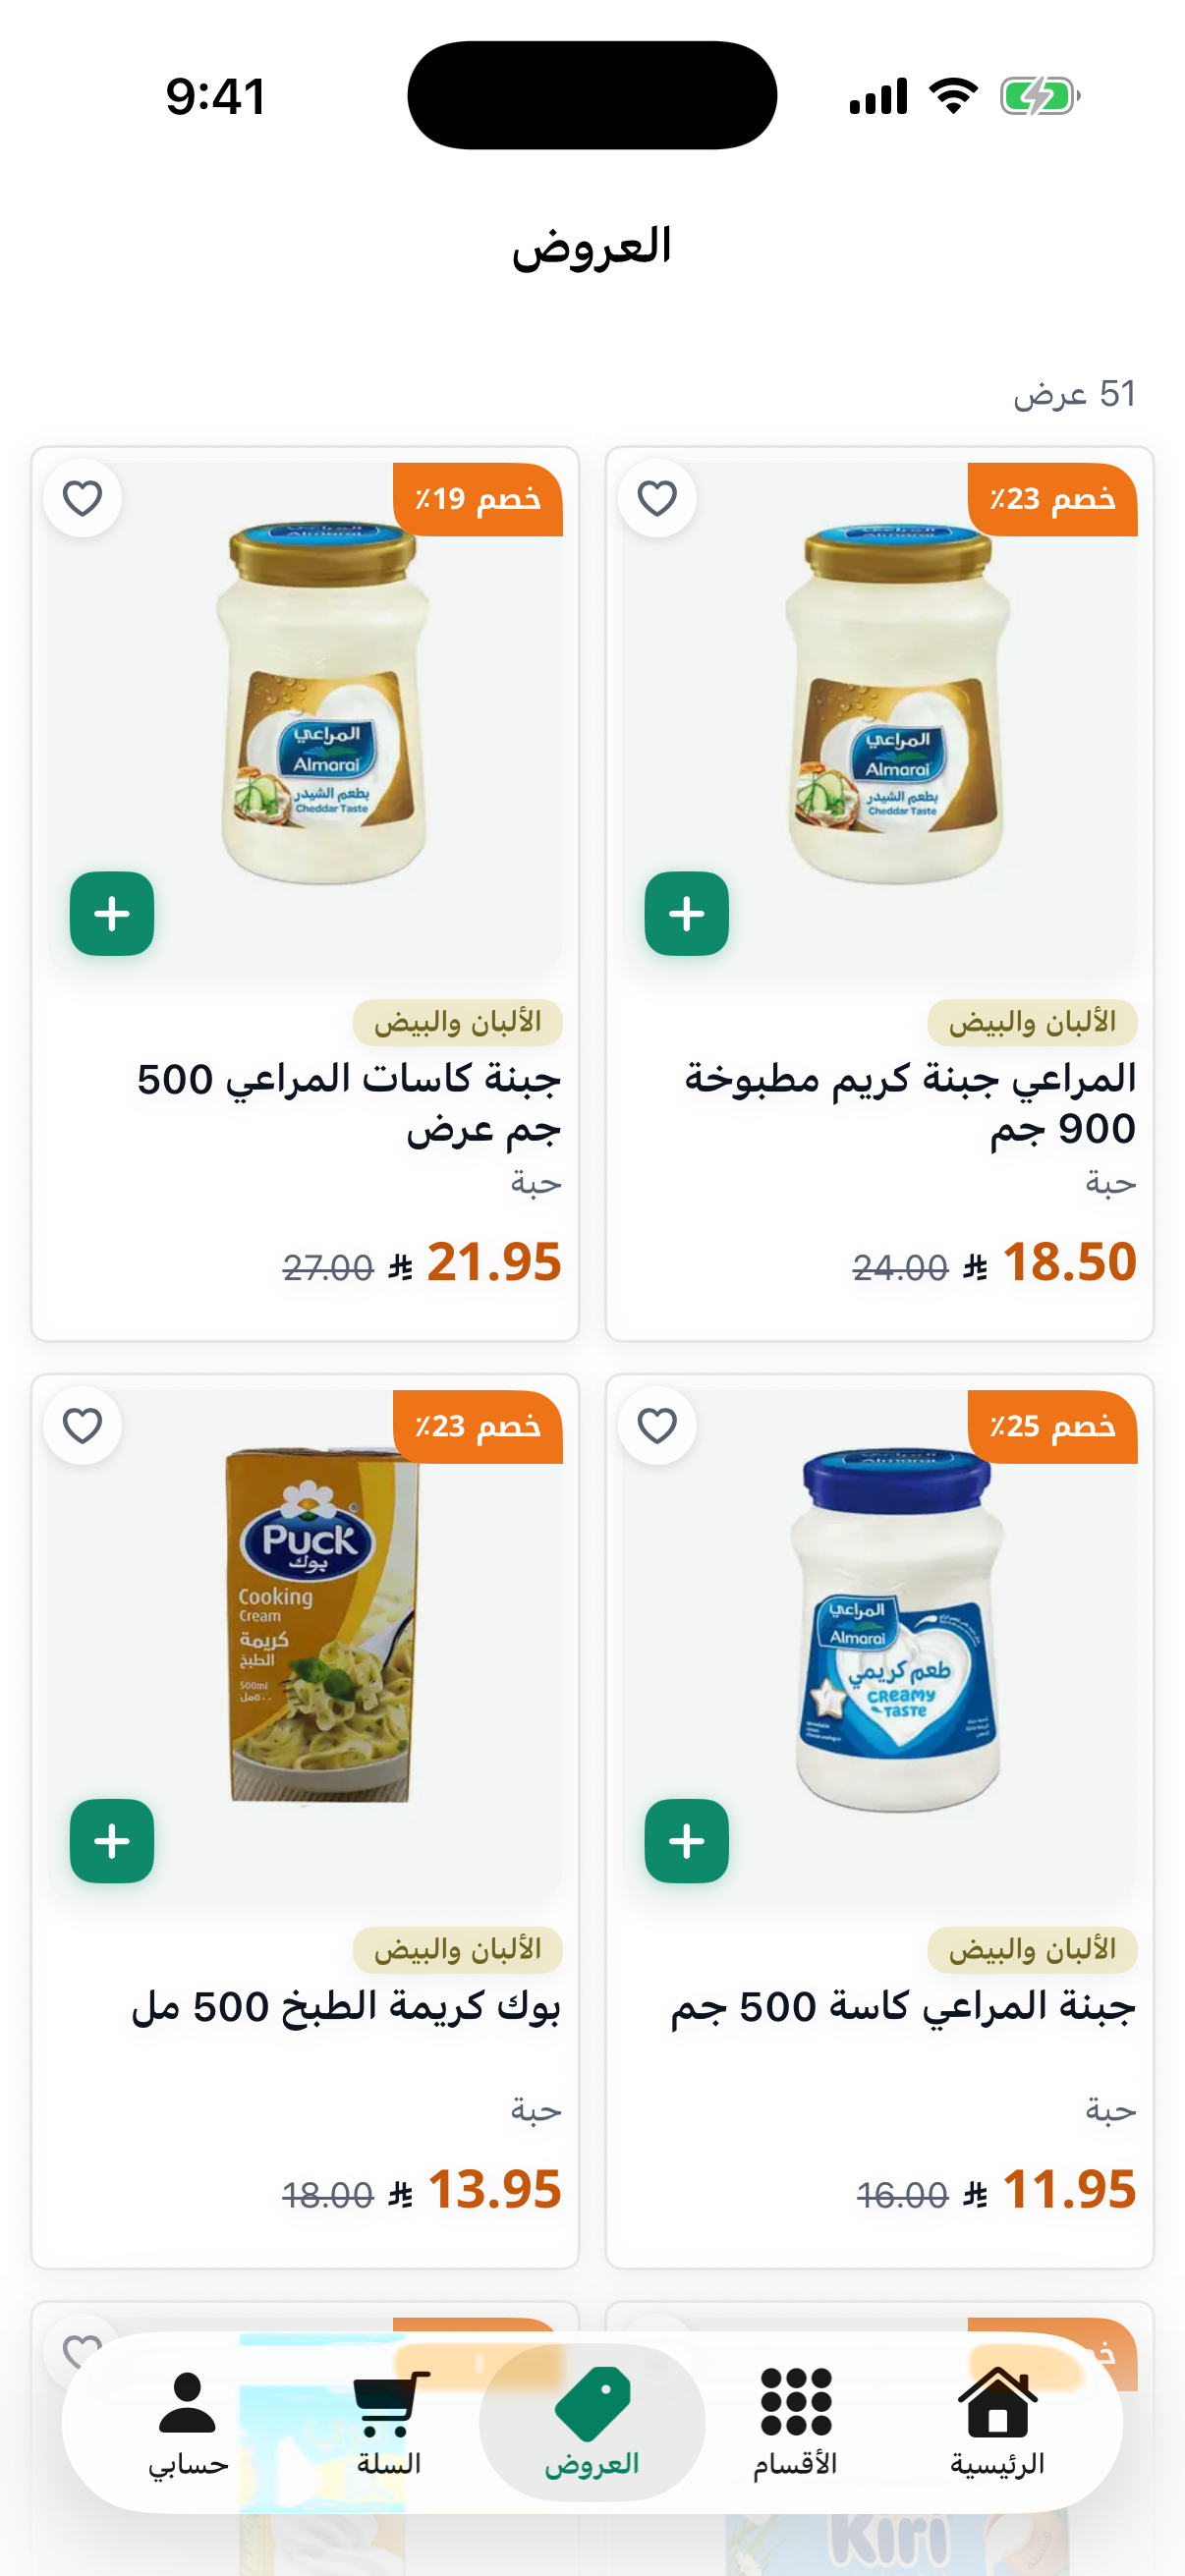 9:41
العروض
51 عرض
خصم 23٪
المراعي
Almarai
بطعم الشيدر
Cheddar Taste
الألبان والبيض
المراعي جبنة كريم مطبوخة
900 جم
حبة
18.50 24.00
خصم 19٪
المراعي
Almarai
بطعم الشيدر
Cheddar Taste
الألبان والبيض
جبنة كاسات المراعي 500
جم عرض
حبة
21.95 27.00
خصم 25٪
المراعي
Almarai
طعم كريمي
CREAMY
TASTE
الألبان والبيض
جبنة المراعي كاسة 500 جم
حبة
11.95 16.00
خصم 23٪
Puck
بوك
Cooking
Cream
كريمة
الطبخ
500ml
٥٠٠مل
الألبان والبيض
بوك كريمة الطبخ 500 مل
حبة
13.95 18.00
Kiri
الرئيسية
الأقسام
العروض
السلة
حسابي